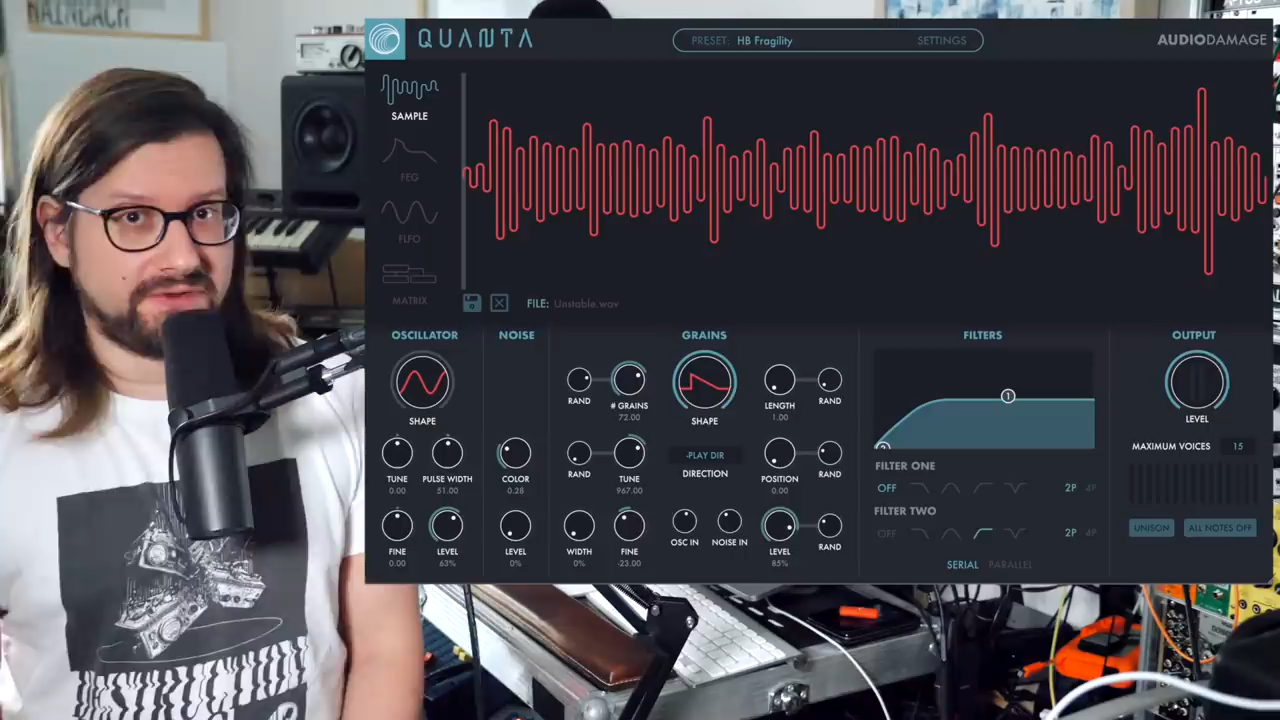 HAINBACH
QUANTA
PRESET: HB Fragility
SETTINGS
AUDIODAMAGE
SAMPLE
FEG
FLFO
MATRIX
FILE: Unstable.wav
OSCILLATOR
SHAPE
TUNE
0.00
PULSE WIDTH
51.00
FINE
0.00
LEVEL
63%
NOISE
COLOR
0.28
LEVEL
0%
GRAINS
RAND
# GRAINS
72.00
SHAPE
LENGTH
1.00
RAND
RAND
TUNE
967.00
-PLAY DIR
DIRECTION
POSITION
0.00
RAND
WIDTH
0%
FINE
-23.00
OSC IN
NOISE IN
LEVEL
85%
RAND
FILTERS
1
2
FILTER ONE
OFF
2P 4P
FILTER TWO
OFF
2P 4P
SERIAL PARALLEL
OUTPUT
LEVEL
MAXIMUM VOICES 15
UNISON
ALL NOTES OFF